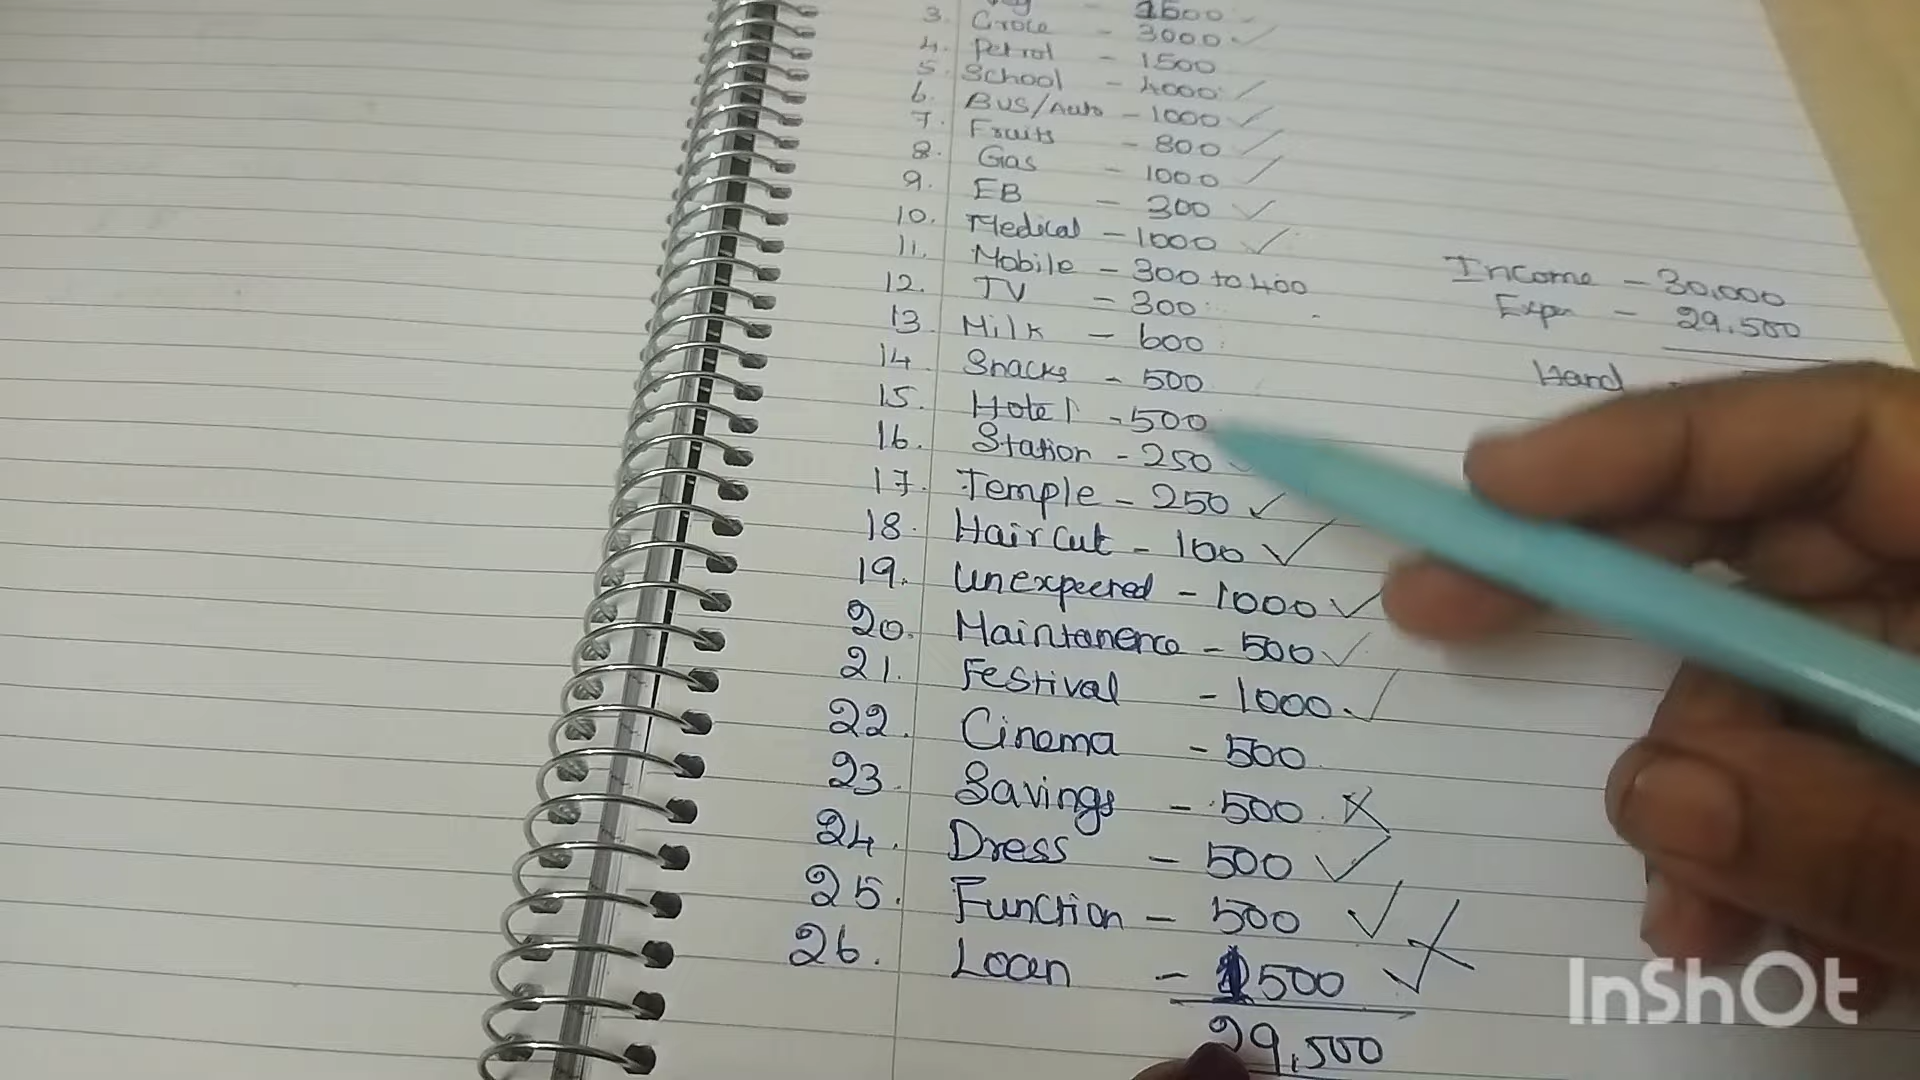 1500
3. Groce - 3000 ✓
4. Petrol - 1500
5. School - 4000 ✓
6. BUS/Auto - 1000 ✓
7. Fruits - 800 ✓
8. Gas - 1000 ✓
9. EB - 300 ✓
10. Medical - 1000 ✓
11. Mobile - 300 to 400
12. TV - 300
13. Milk - 600
14. Snacks - 500
15. Hotel - 500
16. Station - 250 ✓
17. Temple - 250 ✓
18. Haircut - 100 ✓
19. Unexpected - 1000 ✓
20. Maintanence - 500 ✓
21. Festival - 1000 ✓
22. Cinema - 500
23. Savings - 500 X
24. Dress - 500 ✓
25. Function - 500 ✓
26. Loan - 1500 ✓ X
29,500
Income - 30,000
Expen - 29,500
Hand -
InShOt